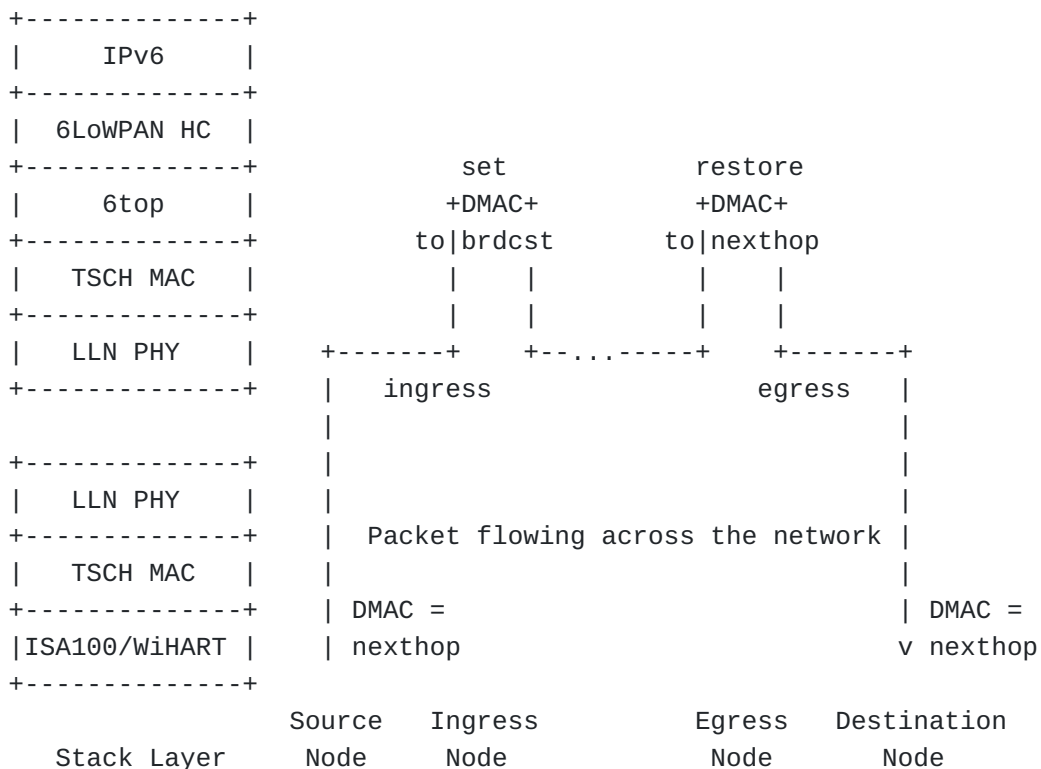 +--------------+
|     IPv6     |
+--------------+
|  6LoWPAN HC  |
+--------------+             set            restore
|     6top     |            +DMAC+          +DMAC+
+--------------+          to|brdcst       to|nexthop
|   TSCH MAC   |            |    |          |    |
+--------------+            |    |          |    |
|   LLN PHY    |    +-------+    +--...-----+    +-------+
+--------------+    |   ingress                 egress   |
                    |                                    |
+--------------+    |                                    |
|   LLN PHY    |    |                                    |
+--------------+    |  Packet flowing across the network |
|   TSCH MAC   |    |                                    |
+--------------+    | DMAC =                             | DMAC =
|ISA100/WiHART |    | nexthop                            v nexthop
+--------------+
                  Source   Ingress          Egress   Destination
   Stack Layer     Node     Node             Node      Node